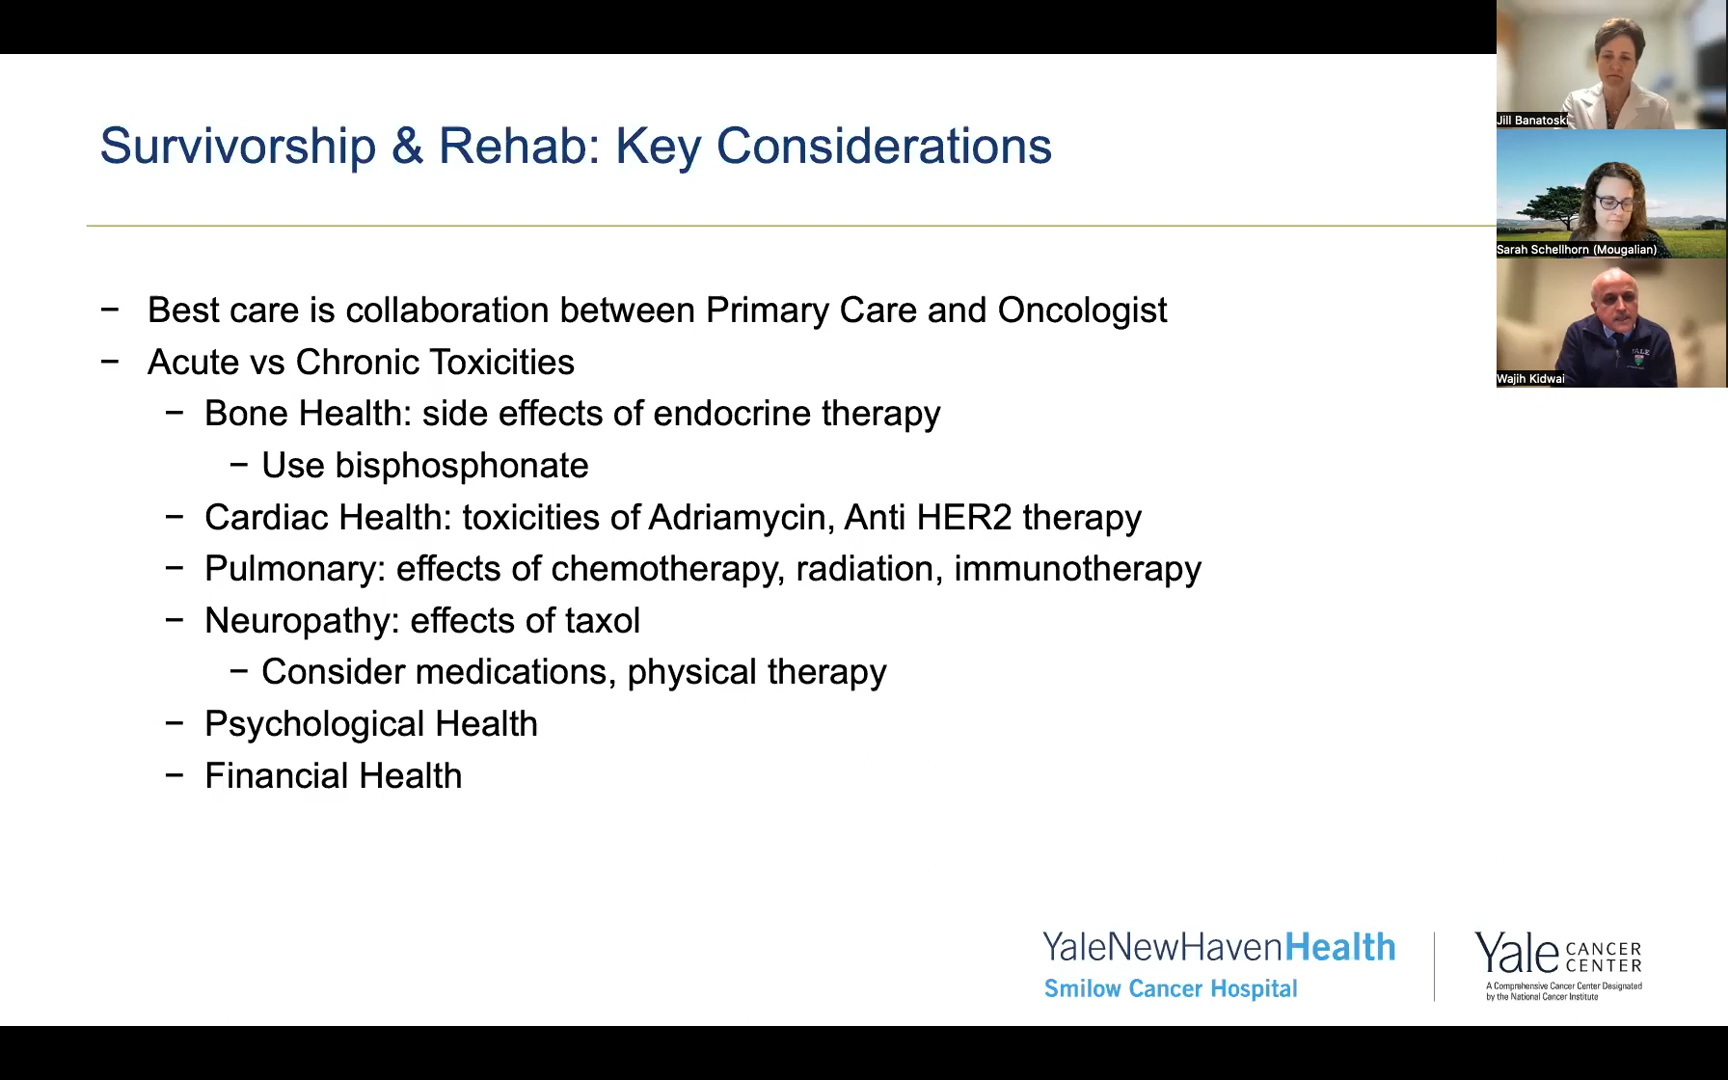 Survivorship & Rehab: Key Considerations
− Best care is collaboration between Primary Care and Oncologist
− Acute vs Chronic Toxicities
− Bone Health: side effects of endocrine therapy
− Use bisphosphonate
− Cardiac Health: toxicities of Adriamycin, Anti HER2 therapy
− Pulmonary: effects of chemotherapy, radiation, immunotherapy
− Neuropathy: effects of taxol
− Consider medications, physical therapy
− Psychological Health
− Financial Health
Jill Banatoski
Sarah Schellhorn (Mougalian)
YALE
Wajih Kidwai
YaleNewHavenHealth
Smilow Cancer Hospital
Yale CANCER CENTER
A Comprehensive Cancer Center Designated
by the National Cancer Institute